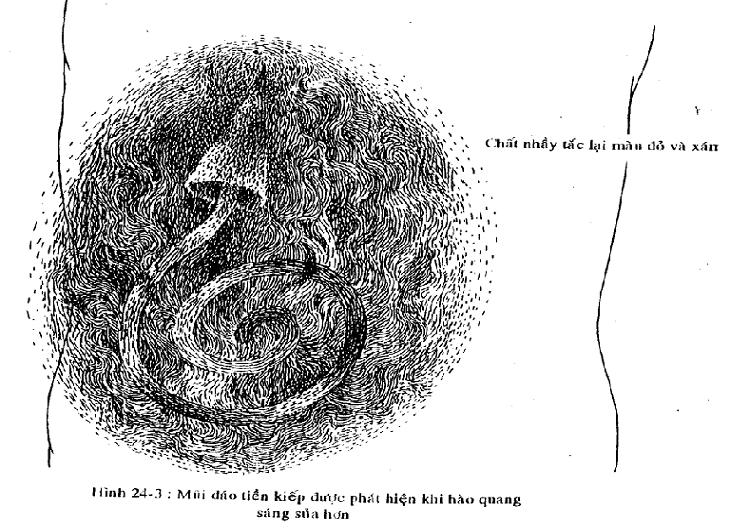 Chất nhầy tắc lại màu đỏ và xám
Hình 24-3 : Mũi dáo tiền kiếp được phát hiện khi hào quang
sáng sủa hơn